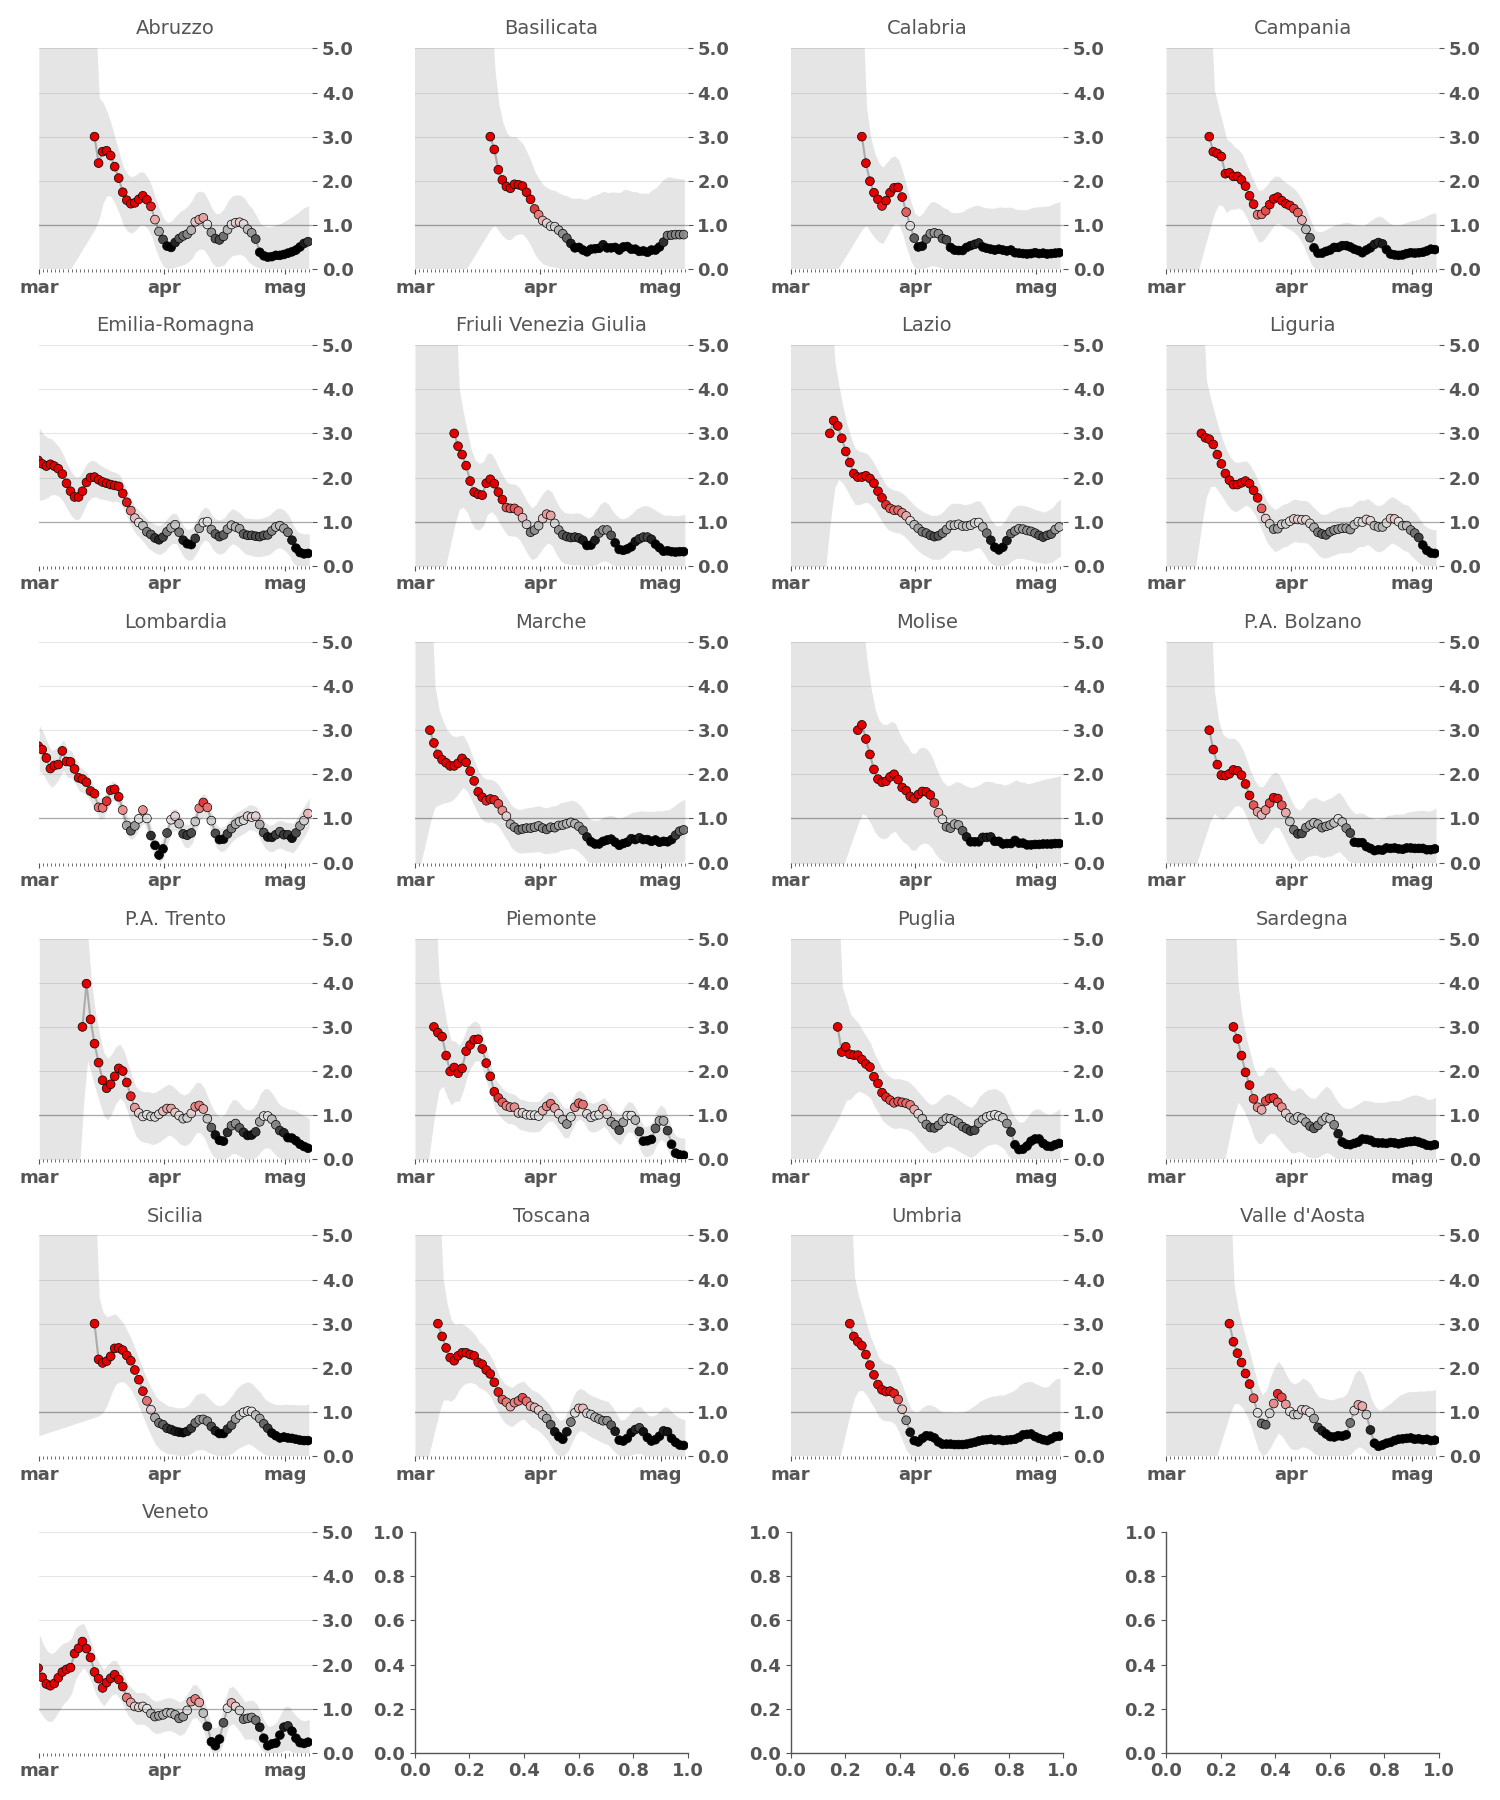 Abruzzo Basilicata Calabria Campania
5.0 5.0 5.0 5.0
4.0 4.0 4.0 4.0
3.0 3.0 3.0 3.0
2.0 2.0 2.0 2.0
1.0 1.0 1.0 1.0
0.0 0.0 0.0 0.0
mar apr mag mar apr mag mar apr mag mar apr mag
Emilia-Romagna Friuli Venezia Giulia Lazio Liguria
5.0 5.0 5.0 5.0
4.0 4.0 4.0 4.0
3.0 3.0 3.0 3.0
2.0 2.0 2.0 2.0
1.0 1.0 1.0 1.0
0.0 0.0 0.0 0.0
mar apr mag mar apr mag mar apr mag mar apr mag
Lombardia Marche Molise P.A. Bolzano
5.0 5.0 5.0 5.0
4.0 4.0 4.0 4.0
3.0 3.0 3.0 3.0
2.0 2.0 2.0 2.0
1.0 1.0 1.0 1.0
0.0 0.0 0.0 0.0
mar apr mag mar apr mag mar apr mag mar apr mag
P.A. Trento Piemonte Puglia Sardegna
5.0 5.0 5.0 5.0
4.0 4.0 4.0 4.0
3.0 3.0 3.0 3.0
2.0 2.0 2.0 2.0
1.0 1.0 1.0 1.0
0.0 0.0 0.0 0.0
mar apr mag mar apr mag mar apr mag mar apr mag
Sicilia Toscana Umbria Valle d'Aosta
5.0 5.0 5.0 5.0
4.0 4.0 4.0 4.0
3.0 3.0 3.0 3.0
2.0 2.0 2.0 2.0
1.0 1.0 1.0 1.0
0.0 0.0 0.0 0.0
mar apr mag mar apr mag mar apr mag mar apr mag
Veneto
5.0 1.0 1.0 1.0
4.0 0.8 0.8 0.8
3.0 0.6 0.6 0.6
2.0 0.4 0.4 0.4
1.0 0.2 0.2 0.2
0.0 0.0 0.0 0.0
mar apr mag 0.0 0.2 0.4 0.6 0.8 1.0 0.0 0.2 0.4 0.6 0.8 1.0 0.0 0.2 0.4 0.6 0.8 1.0